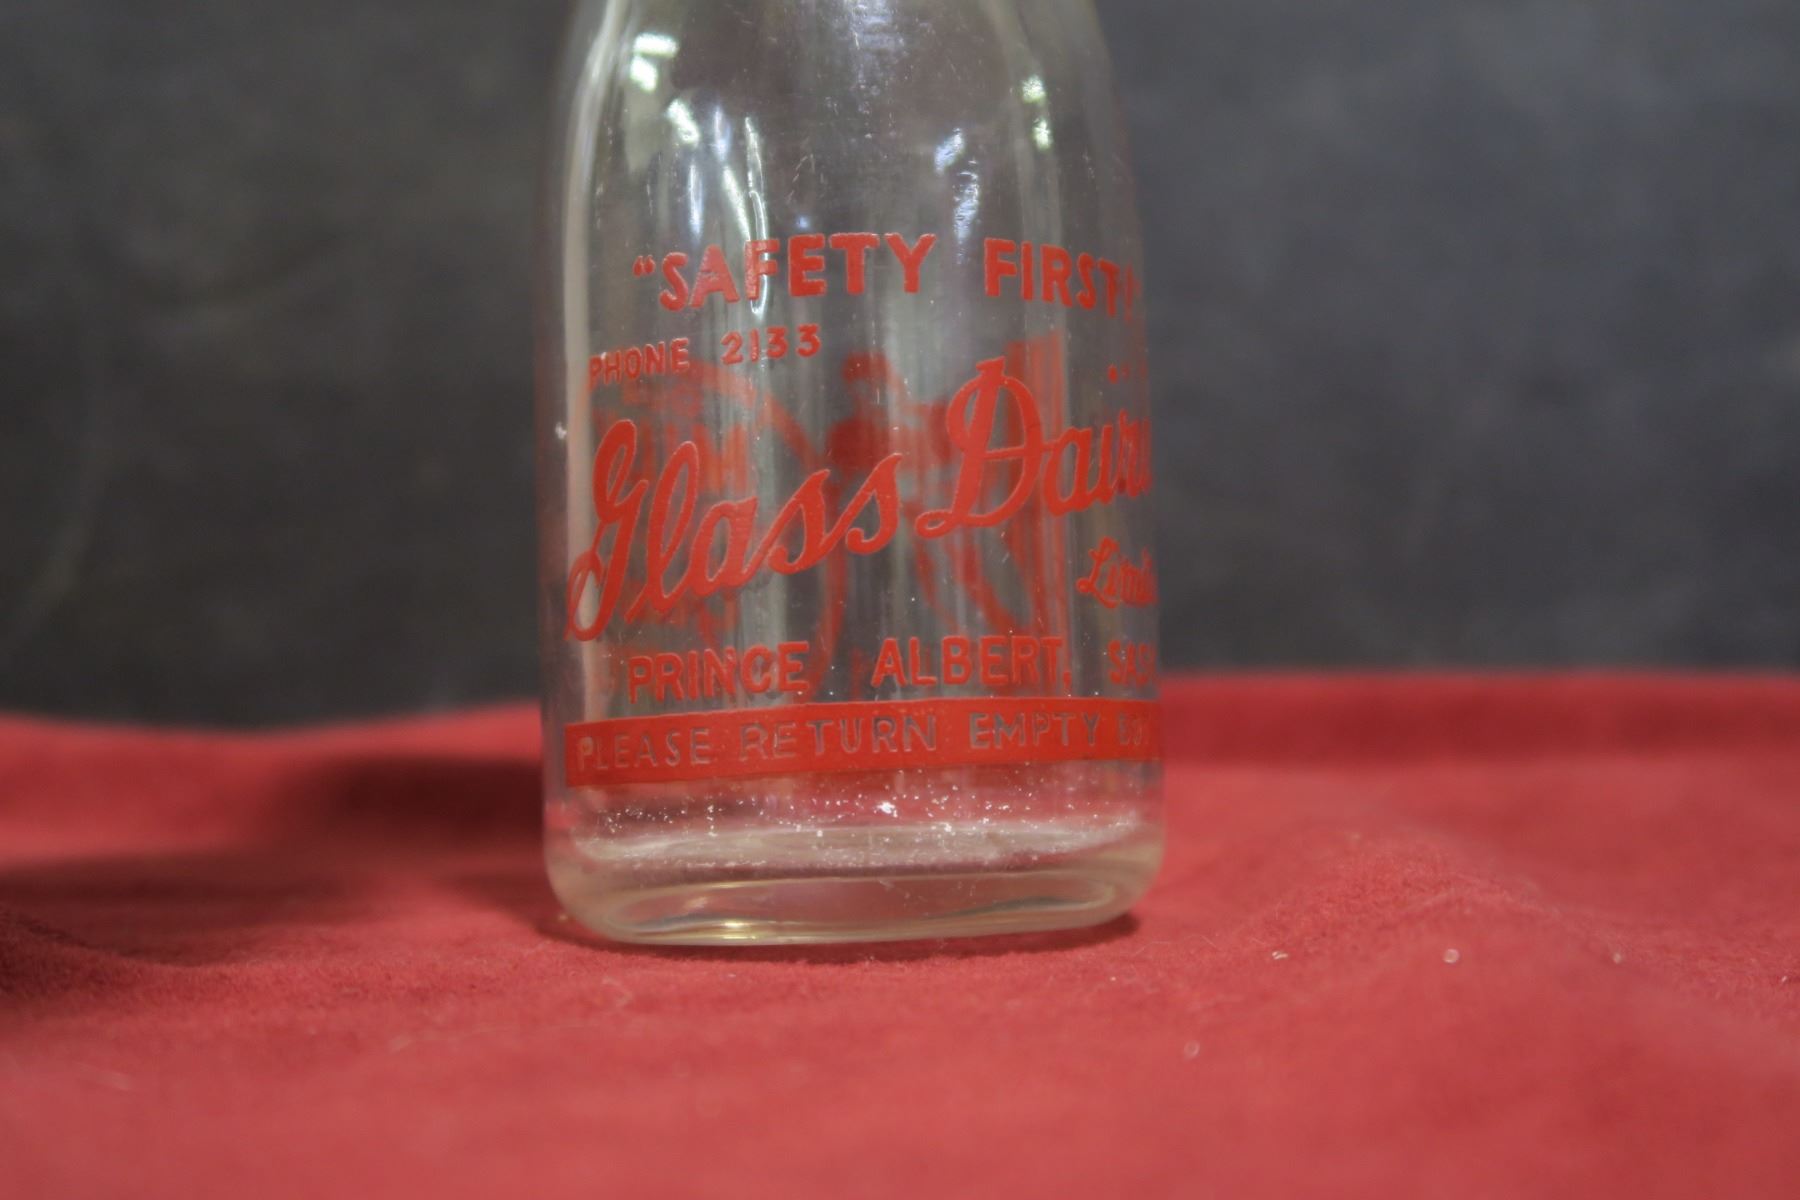 "SAFETY FIRST"
PHONE 2133
Glass Dairy
PRINCE ALBERT, SASK
PLEASE RETURN EMPTY